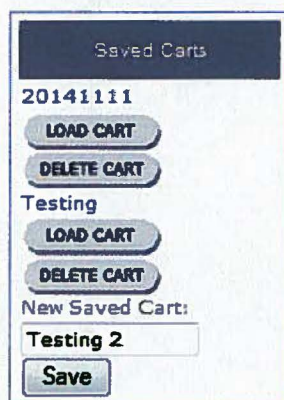 Saved Carts
20141111
LOAD CART
DELETE CART
Testing
LOAD CART
DELETE CART
New Saved Cart:
Testing 2
Save